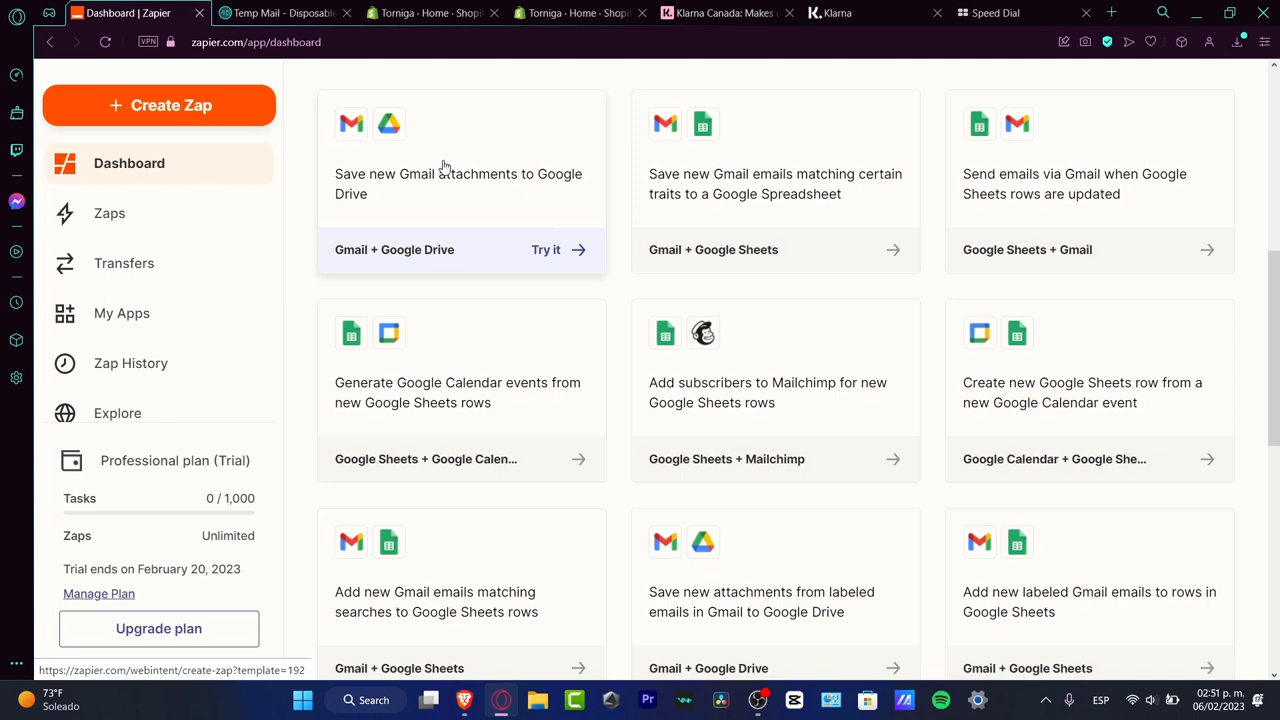 Dashboard | Zapier
Temp Mail - Disposable
Torniga · Home · Shopif
Torniga · Home · Shopif
Klarna Canada: Makes
Klarna
Speed Dial
VPN
zapier.com/app/dashboard
+ Create Zap
Dashboard
Zaps
Transfers
My Apps
Zap History
Explore
Professional plan (Trial)
Tasks 0 / 1,000
Zaps Unlimited
Trial ends on February 20, 2023
Manage Plan
Upgrade plan
Save new Gmail attachments to Google
Drive
Gmail + Google Drive Try it
Save new Gmail emails matching certain
traits to a Google Spreadsheet
Gmail + Google Sheets
Send emails via Gmail when Google
Sheets rows are updated
Google Sheets + Gmail
Generate Google Calendar events from
new Google Sheets rows
Google Sheets + Google Calen...
Add subscribers to Mailchimp for new
Google Sheets rows
Google Sheets + Mailchimp
Create new Google Sheets row from a
new Google Calendar event
Google Calendar + Google She...
Add new Gmail emails matching
searches to Google Sheets rows
Gmail + Google Sheets
Save new attachments from labeled
emails in Gmail to Google Drive
Gmail + Google Drive
Add new labeled Gmail emails to rows in
Google Sheets
Gmail + Google Sheets
https://zapier.com/webintent/create-zap?template=192
73°F
Soleado
Search
Pr
ESP
02:51 p. m.
06/02/2023